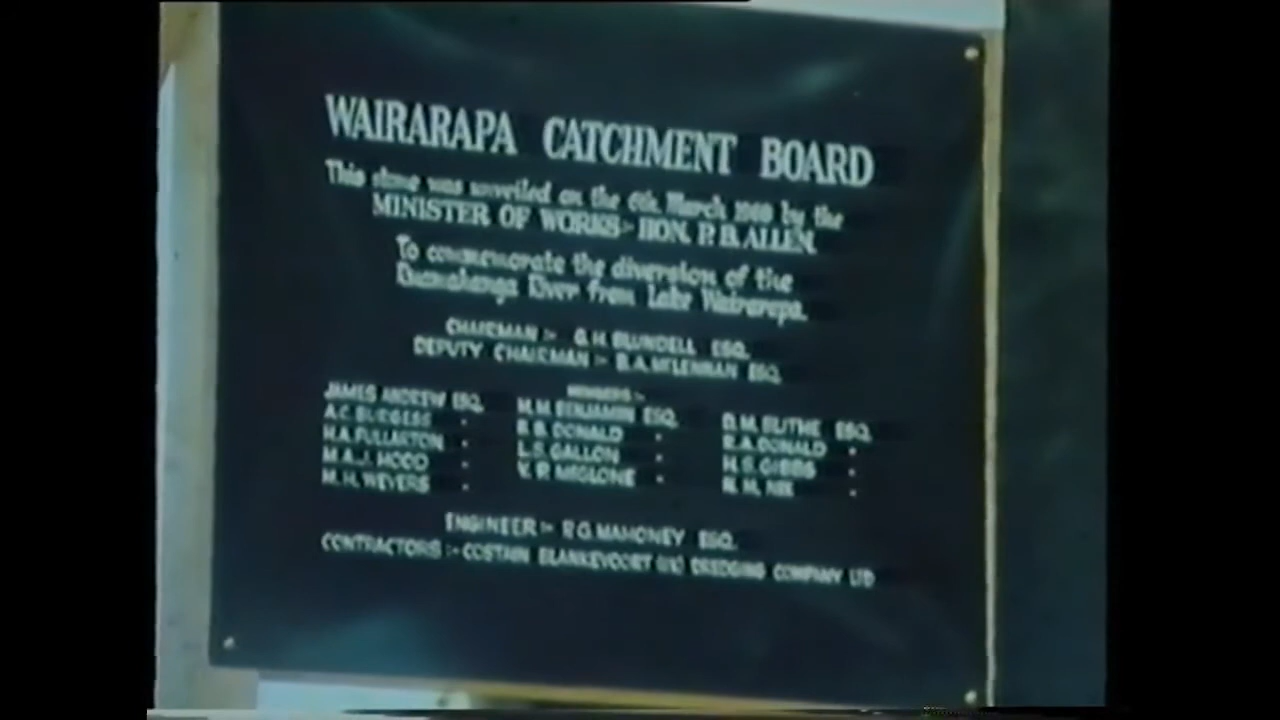 WAIRARAPA CATCHMENT BOARD
This stone was unveiled on the 6th. March 1969 by the
MINISTER OF WORKS:- HON. P. B. ALLEN.
To commemorate the diversion of the
Ruamahanga River from Lake Wairarapa.
CHAIRMAN :- G. H. BLUNDELL ESQ.
DEPUTY CHAIRMAN :- B. A. McLENNAN ESQ.
MEMBERS :-
JAMES ANDREW ESQ. M. M. BENJAMIN ESQ. D. M. BLITHE ESQ.
A. C. BURGESS " B. B. DONALD " R. A. DONALD "
H. A. FULLARTON " L. S. GALLON " H. S. GIBBS "
M. A. J. HOOD " V. P. MEGLONE " N. M.
M. H. WEVERS "
ENGINEER :- P. G. MAHONEY ESQ.
CONTRACTORS :- COSTAIN BLANKEVOORT (UK) DREDGING COMPANY LTD